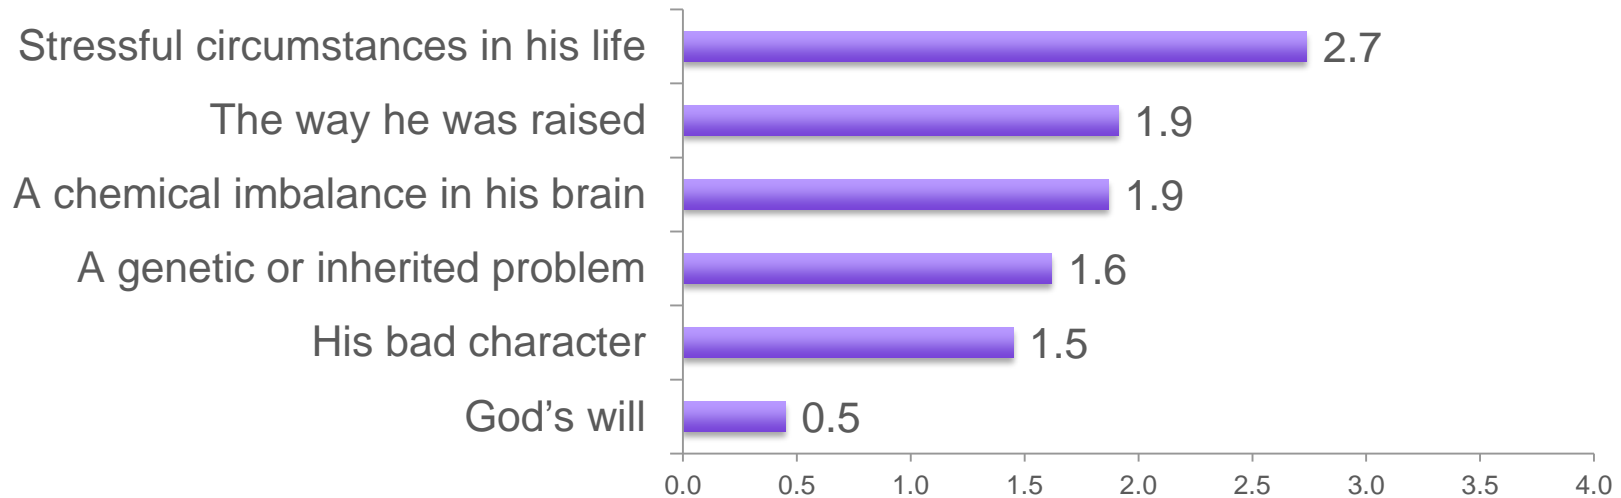 Stressful circumstances in his life 2.7
The way he was raised 1.9
A chemical imbalance in his brain 1.9
A genetic or inherited problem 1.6
His bad character 1.5
God’s will 0.5
0.0 0.5 1.0 1.5 2.0 2.5 3.0 3.5 4.0